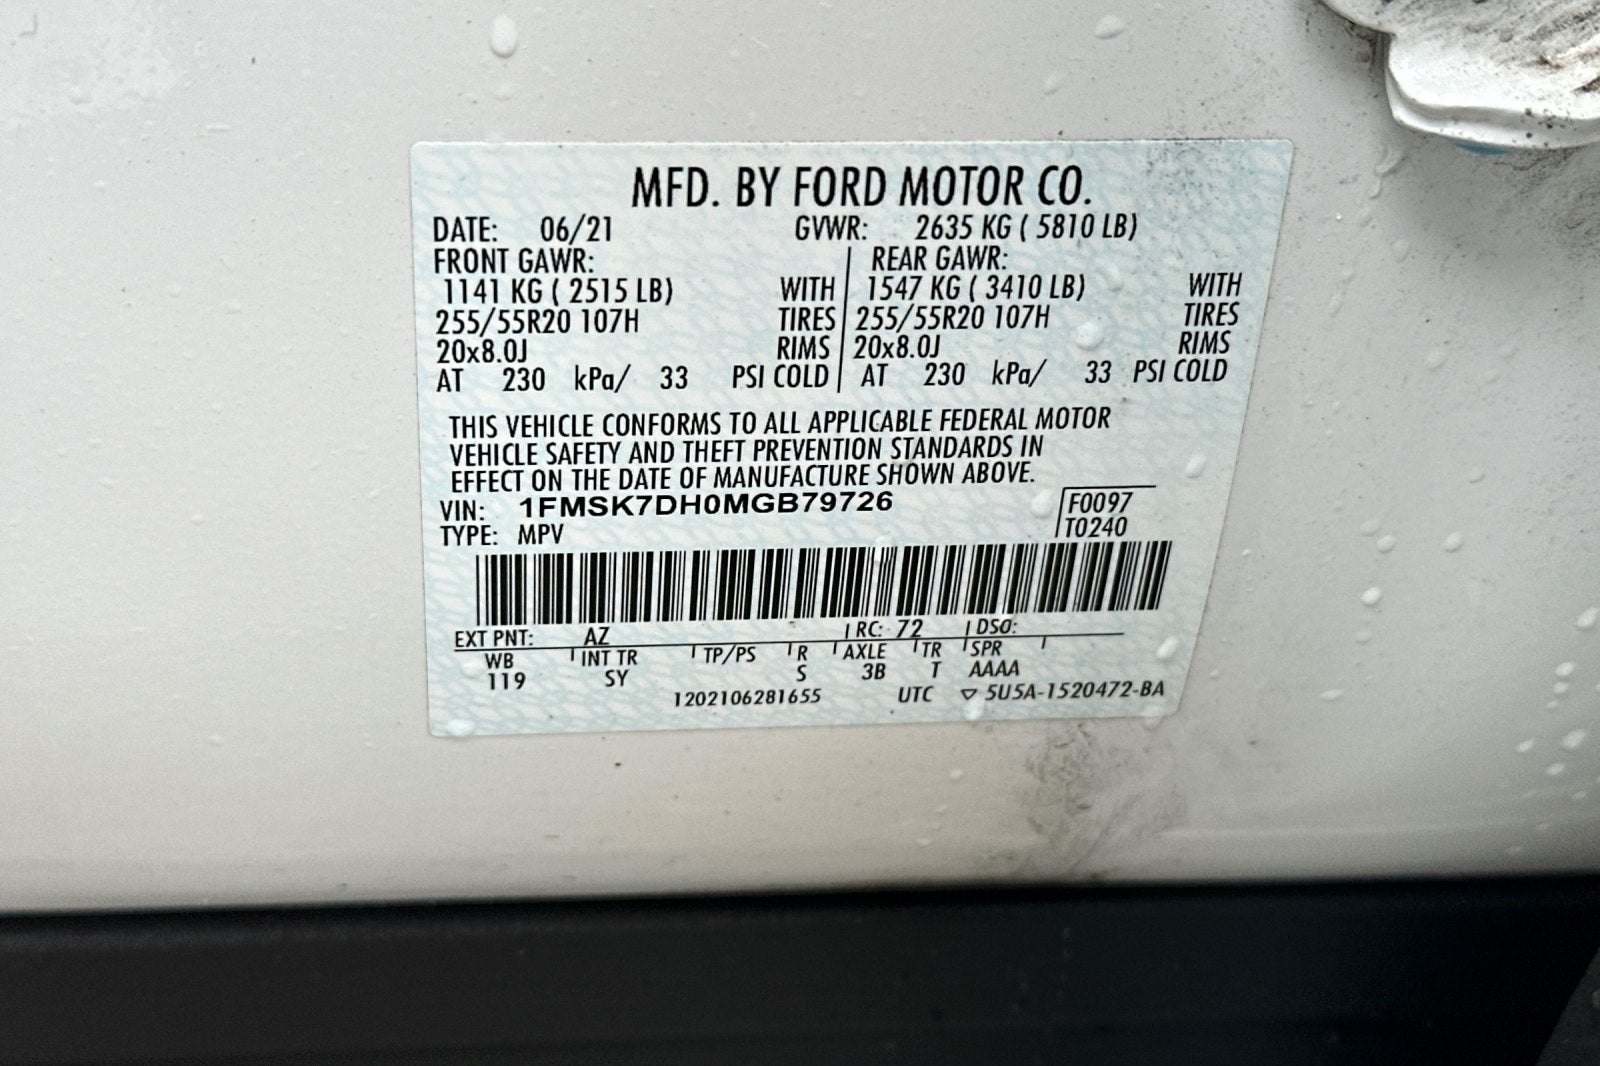 MFD. BY FORD MOTOR CO.
DATE: 06/21 GVWR: 2635 KG ( 5810 LB)
FRONT GAWR: REAR GAWR:
1141 KG ( 2515 LB) WITH 1547 KG ( 3410 LB) WITH
255/55R20 107H TIRES 255/55R20 107H TIRES
20x8.0J RIMS 20x8.0J RIMS
AT 230 kPa/ 33 PSI COLD AT 230 kPa/ 33 PSI COLD
THIS VEHICLE CONFORMS TO ALL APPLICABLE FEDERAL MOTOR
VEHICLE SAFETY AND THEFT PREVENTION STANDARDS IN
EFFECT ON THE DATE OF MANUFACTURE SHOWN ABOVE.
VIN: 1FMSK7DH0MGB79726 F0097
TYPE: MPV T0240
EXT PNT: AZ RC: 72 DSO:
WB INT TR TP/PS R AXLE TR SPR
119 SY S 3B T AAAA
1202106281655 UTC ▽ 5U5A-1520472-BA